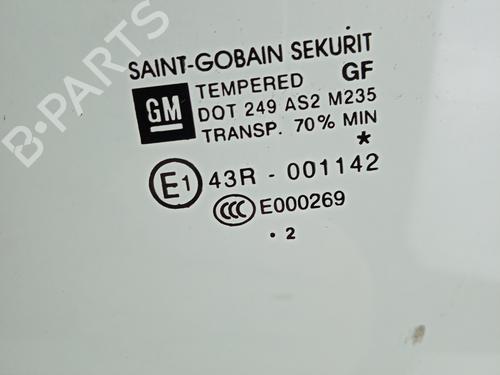 SAINT-GOBAIN SEKURIT
TEMPERED GF
GM
DOT 249 AS2 M235
TRANSP. 70% MIN
*
E1 43R - 001142
CCC E000269
. 2
B-PARTS